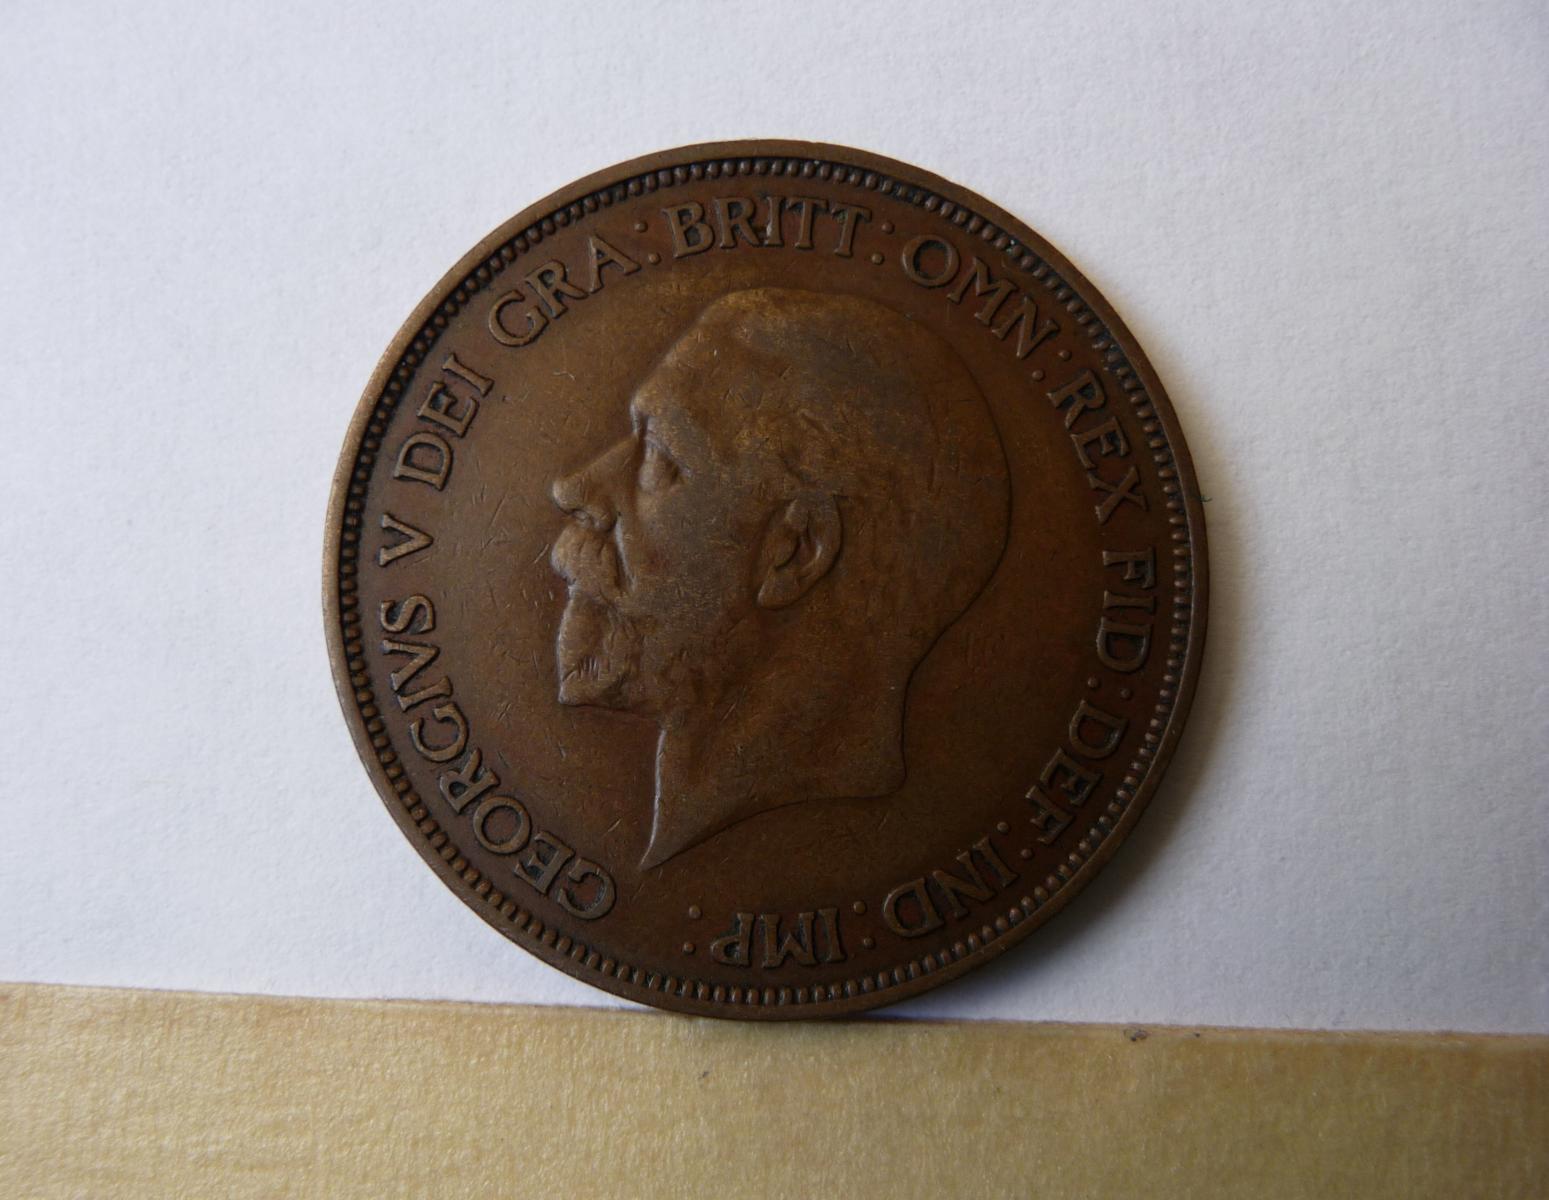 GEORGIVS V DEI GRA: BRITT: OMN: REX FID: DEF: IND: IMP: